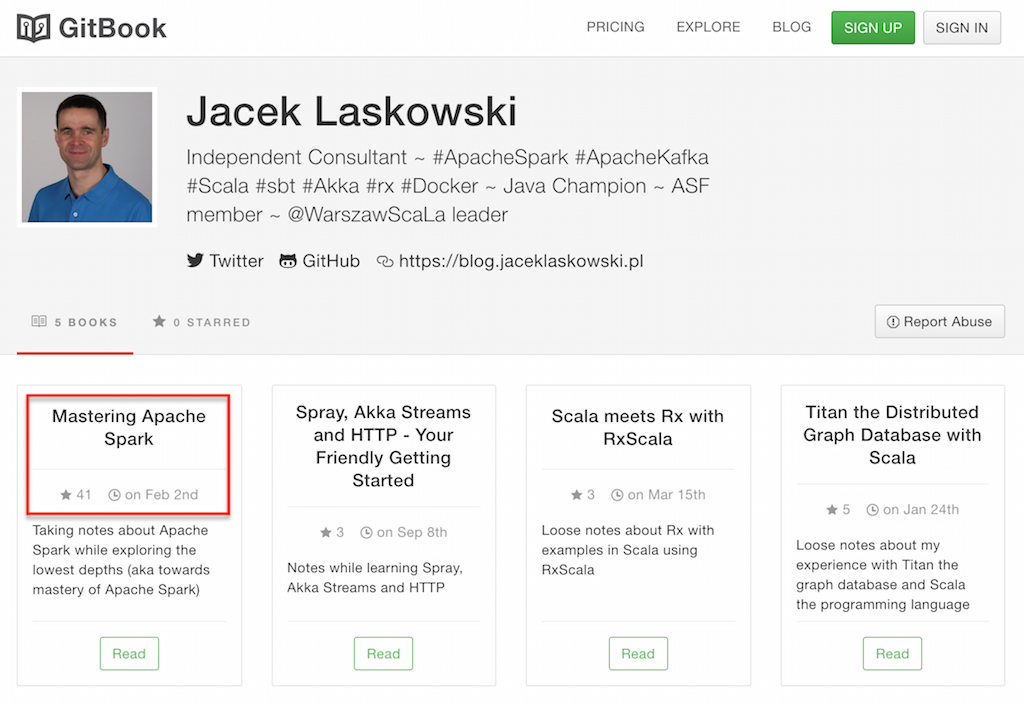 GitBook
PRICING EXPLORE BLOG SIGN UP SIGN IN
Jacek Laskowski
Independent Consultant ~ #ApacheSpark #ApacheKafka
#Scala #sbt #Akka #rx #Docker ~ Java Champion ~ ASF
member ~ @WarszawScaLa leader
Twitter GitHub https://blog.jaceklaskowski.pl
5 BOOKS 0 STARRED
Report Abuse
Mastering Apache
Spark
41 on Feb 2nd
Taking notes about Apache
Spark while exploring the
lowest depths (aka towards
mastery of Apache Spark)
Read
Spray, Akka Streams
and HTTP - Your
Friendly Getting
Started
3 on Sep 8th
Notes while learning Spray,
Akka Streams and HTTP
Read
Scala meets Rx with
RxScala
3 on Mar 15th
Loose notes about Rx with
examples in Scala using
RxScala
Read
Titan the Distributed
Graph Database with
Scala
5 on Jan 24th
Loose notes about my
experience with Titan the
graph database and Scala
the programming language
Read